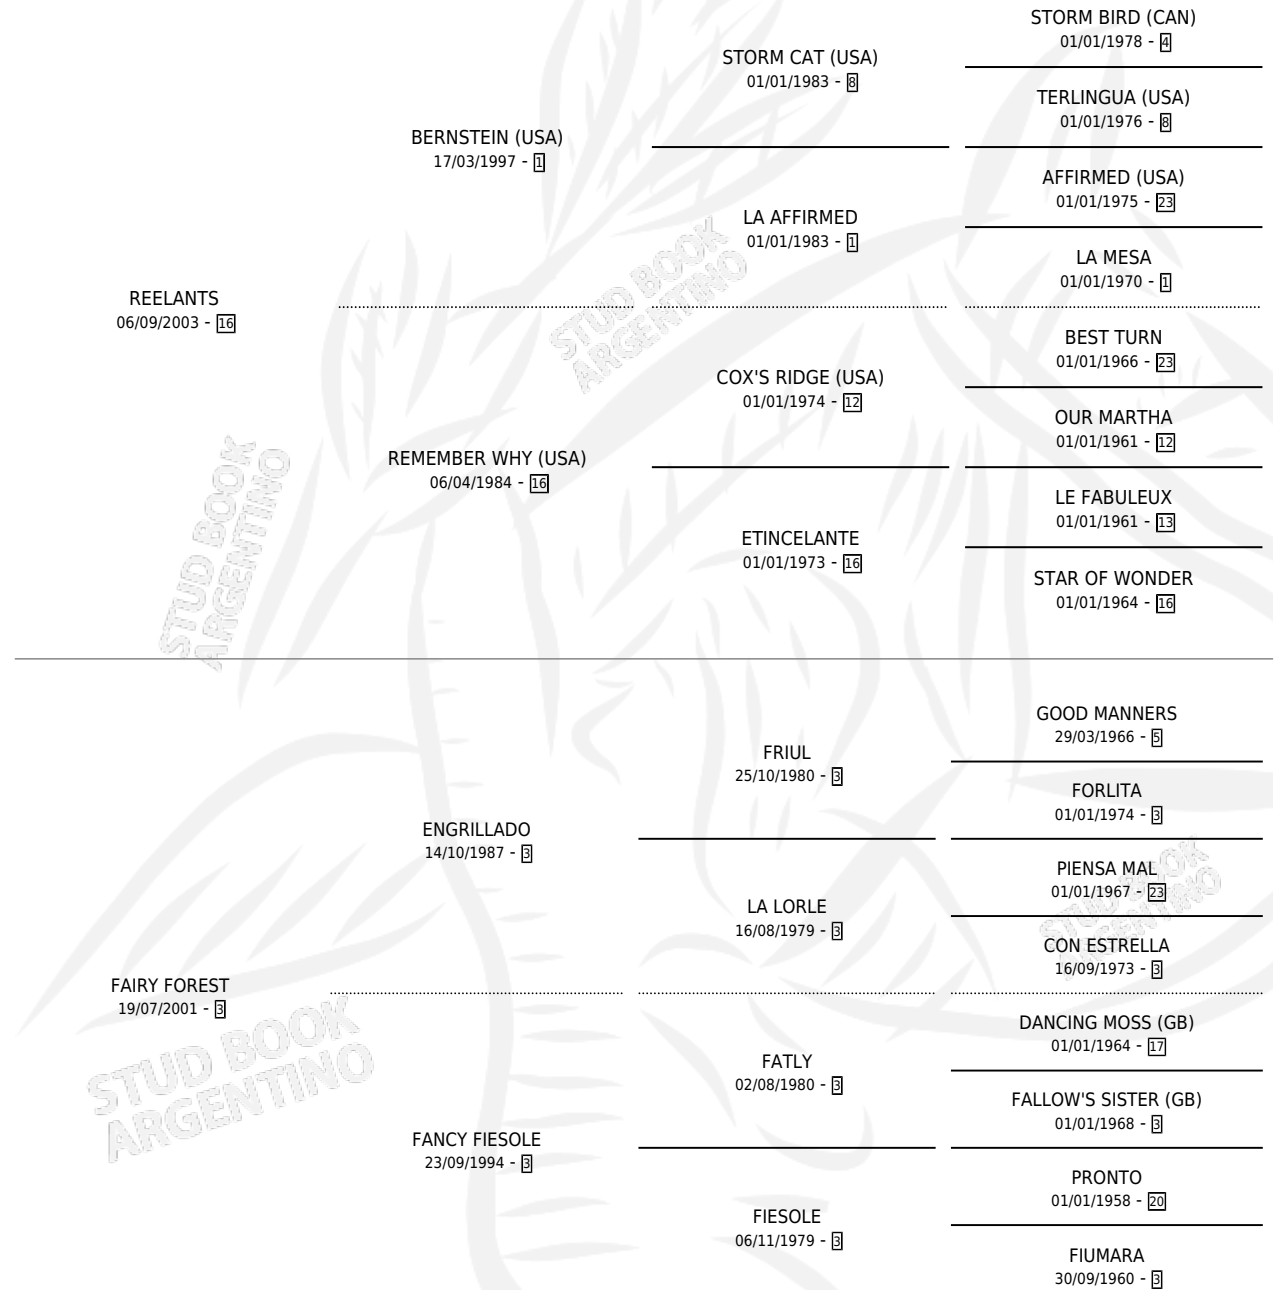 STORM BIRD (CAN)
01/01/1978 - 4
STORM CAT (USA)
01/01/1983 - 8
TERLINGUA (USA)
01/01/1976 - 8
BERNSTEIN (USA)
17/03/1997 - 1
AFFIRMED (USA)
01/01/1975 - 23
LA AFFIRMED
01/01/1983 - 1
LA MESA
01/01/1970 - 1
REELANTS
06/09/2003 - 16
BEST TURN
01/01/1966 - 23
COX'S RIDGE (USA)
01/01/1974 - 12
OUR MARTHA
01/01/1961 - 12
REMEMBER WHY (USA)
06/04/1984 - 16
LE FABULEUX
01/01/1961 - 13
ETINCELANTE
01/01/1973 - 16
STAR OF WONDER
01/01/1964 - 16
GOOD MANNERS
29/03/1966 - 5
FRIUL
25/10/1980 - 3
FORLITA
01/01/1974 - 3
ENGRILLADO
14/10/1987 - 3
PIENSA MAL
01/01/1967 - 23
LA LORLE
16/08/1979 - 3
CON ESTRELLA
16/09/1973 - 3
FAIRY FOREST
19/07/2001 - 3
DANCING MOSS (GB)
01/01/1964 - 17
FATLY
02/08/1980 - 3
FALLOW'S SISTER (GB)
01/01/1968 - 3
FANCY FIESOLE
23/09/1994 - 3
PRONTO
01/01/1958 - 20
FIESOLE
06/11/1979 - 3
FIUMARA
30/09/1960 - 3
STUD BOOK
ARGENTINO
STUD BOOK
ARGENTINO
STUD BOOK
ARGENTINO
STUD BOOK
ARGENTINO